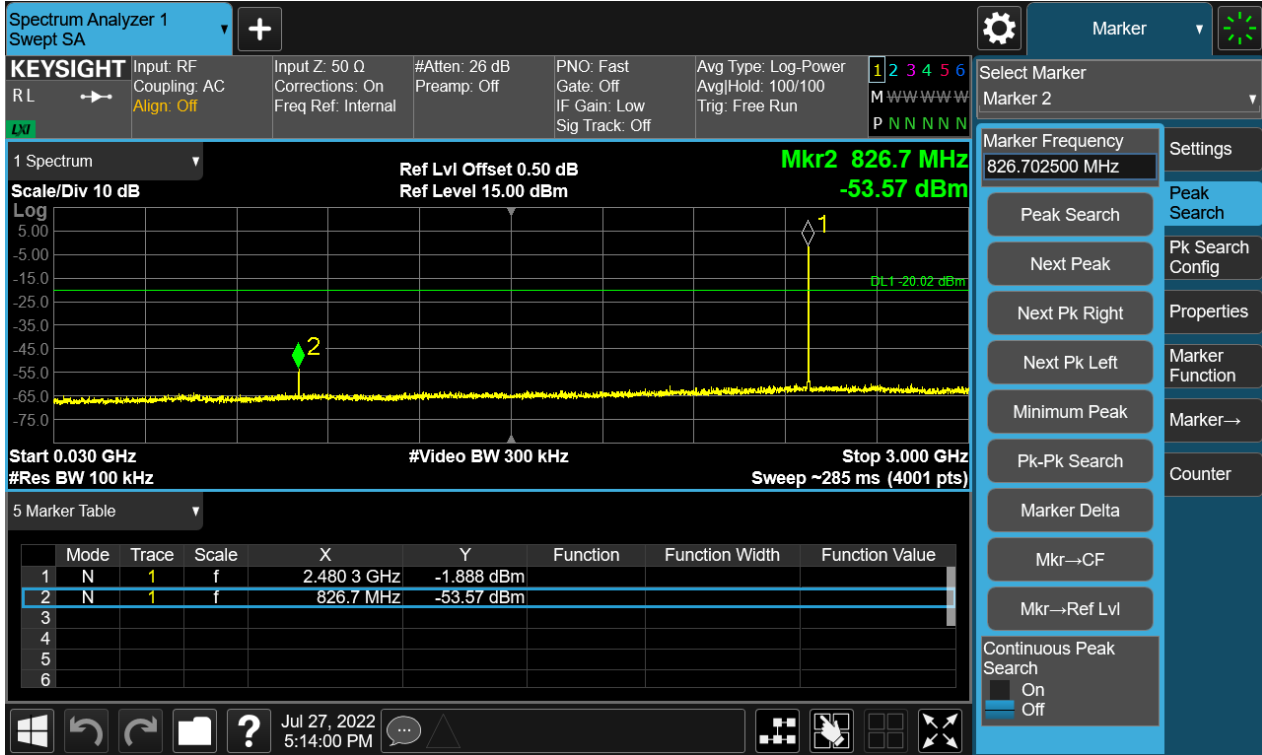 Spectrum Analyzer 1
Swept SA
+
Marker
KEYSIGHT
R L
LXI
Input: RF
Coupling: AC
Align: Off
Input Z: 50 Ω
Corrections: On
Freq Ref: Internal
#Atten: 26 dB
Preamp: Off
PNO: Fast
Gate: Off
IF Gain: Low
Sig Track: Off
Avg Type: Log-Power
Avg|Hold: 100/100
Trig: Free Run
1 2 3 4 5 6
M W W W W W
P N N N N N
Select Marker
Marker 2
1 Spectrum
Scale/Div 10 dB
Ref Lvl Offset 0.50 dB
Ref Level 15.00 dBm
Mkr2 826.7 MHz
-53.57 dBm
Log
5.00
-5.00
-15.0
-25.0
-35.0
-45.0
-55.0
-65.0
-75.0
1
DL1 -20.02 dBm
2
Start 0.030 GHz
#Res BW 100 kHz
#Video BW 300 kHz
Stop 3.000 GHz
Sweep ~285 ms (4001 pts)
5 Marker Table
Mode Trace Scale X Y Function Function Width Function Value
1 N 1 f 2.480 3 GHz -1.888 dBm
2 N 1 f 826.7 MHz -53.57 dBm
3
4
5
6
Marker Frequency
826.702500 MHz
Peak Search
Next Peak
Next Pk Right
Next Pk Left
Minimum Peak
Pk-Pk Search
Marker Delta
Mkr→CF
Mkr→Ref Lvl
Continuous Peak
Search
On
Off
Settings
Peak
Search
Pk Search
Config
Properties
Marker
Function
Marker→
Counter
?
Jul 27, 2022
5:14:00 PM